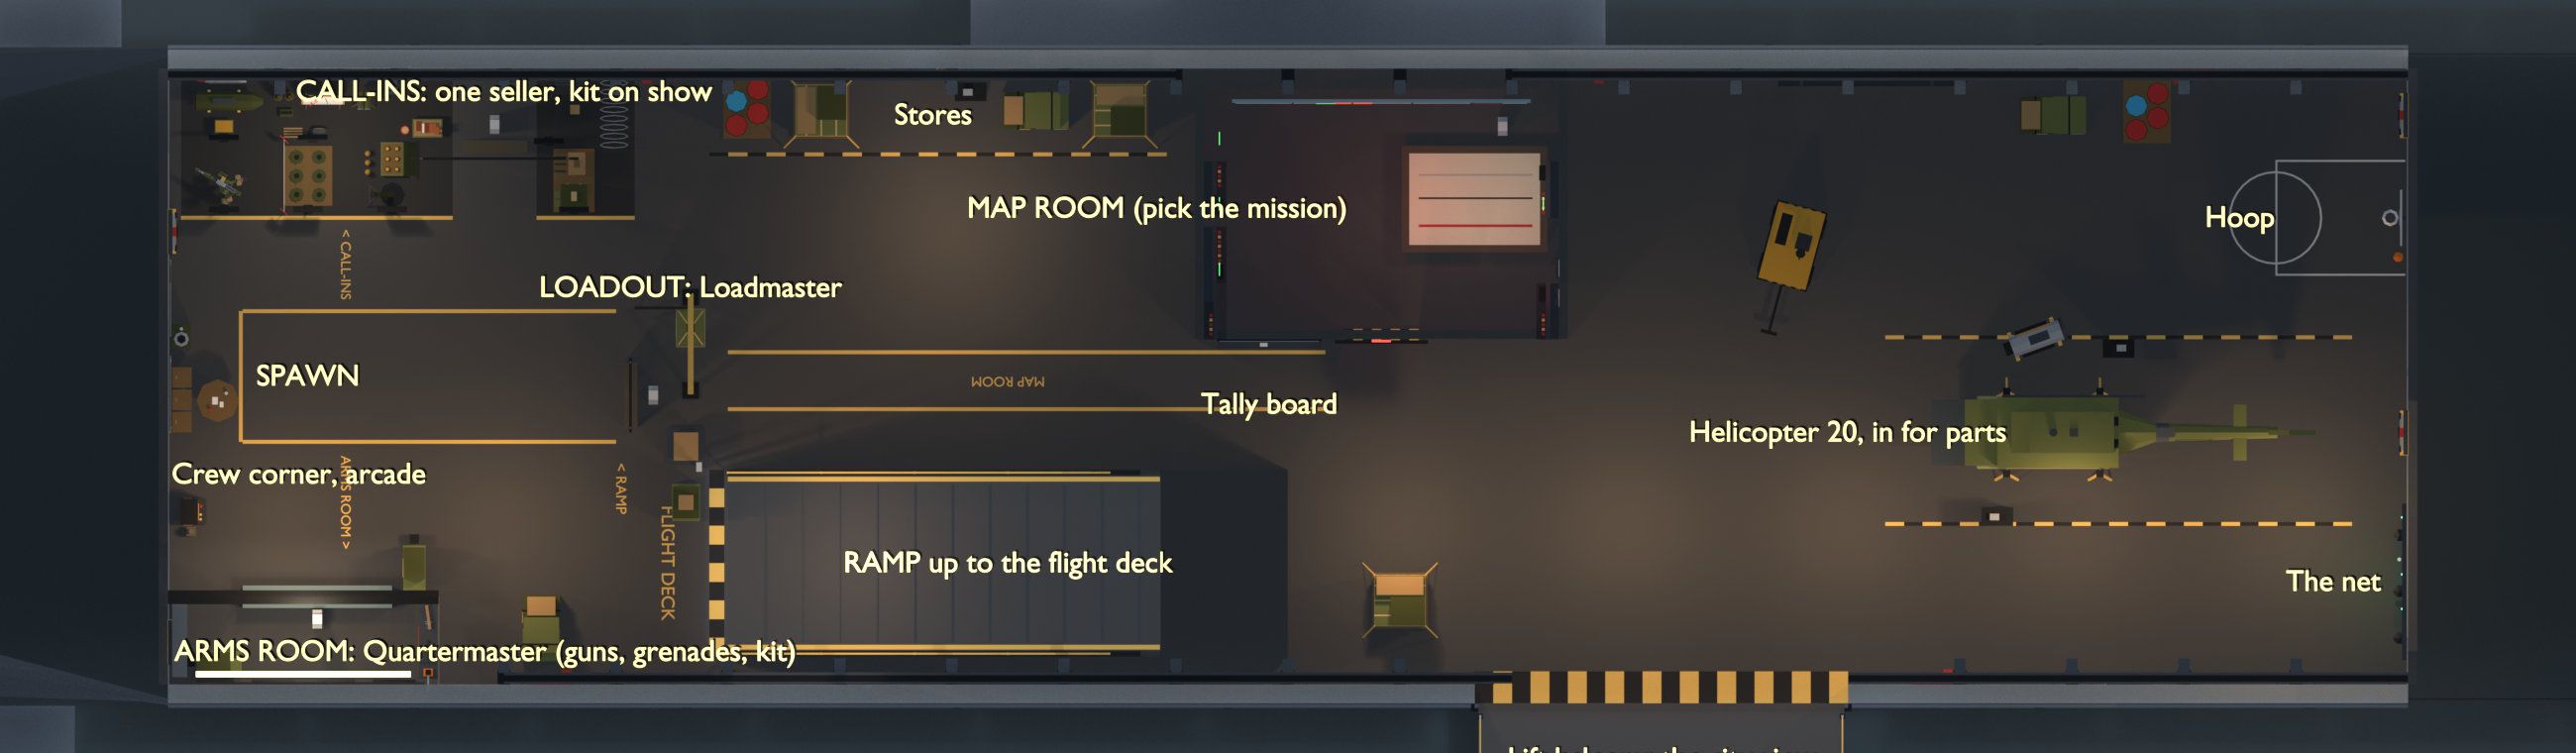 CALL-INS: one seller, kit on show
Stores
MAP ROOM (pick the mission)
Hoop
< CALL-INS
LOADOUT: Loadmaster
SPAWN
MAP ROOM
Tally board
Helicopter 20, in for parts
Crew corner, arcade
ARMS ROOM >
< RAMP
FLIGHT DECK
RAMP up to the flight deck
The net
ARMS ROOM: Quartermaster (guns, grenades, kit)